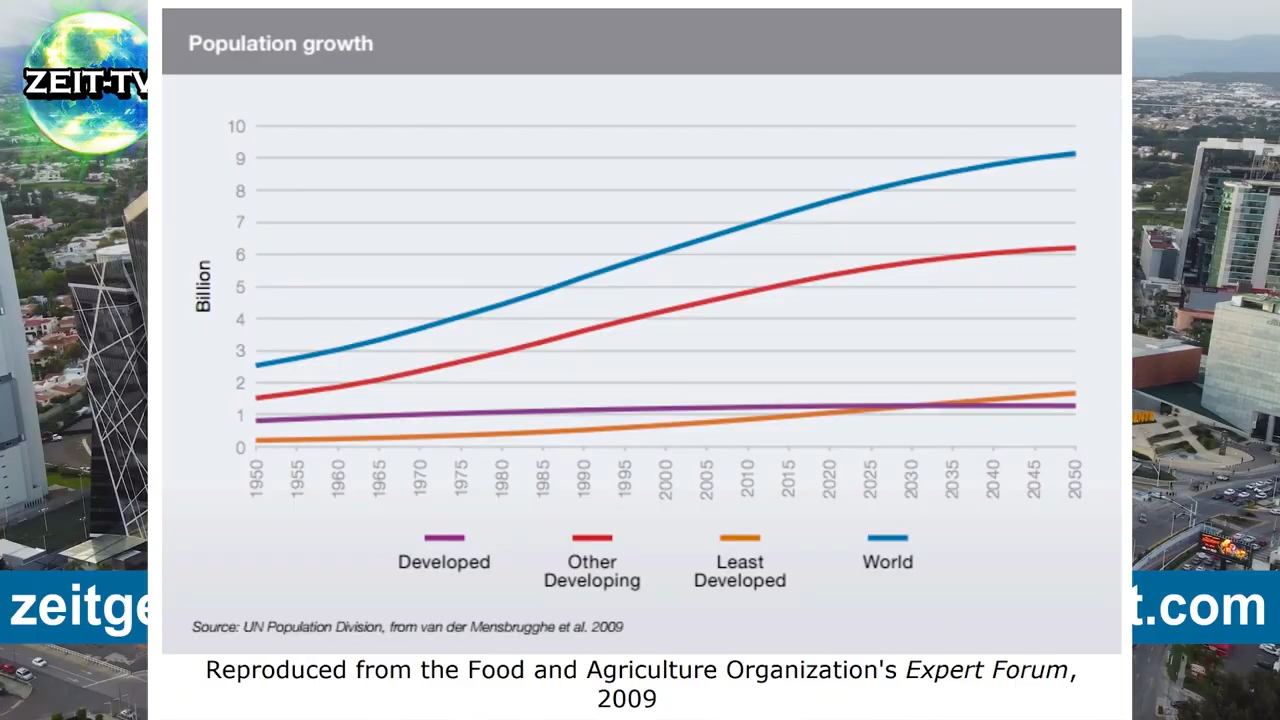 ZEIT-TV
Population growth
10
9
8
7
6
5
4
3
2
1
0
Billion
1950
1955
1960
1965
1970
1975
1980
1985
1990
1995
2000
2005
2010
2015
2020
2025
2030
2035
2040
2045
2050
Developed
Other
Developing
Least
Developed
World
zeitge
t.com
Source: UN Population Division, from van der Mensbrugghe et al. 2009
Reproduced from the Food and Agriculture Organization's Expert Forum,
2009